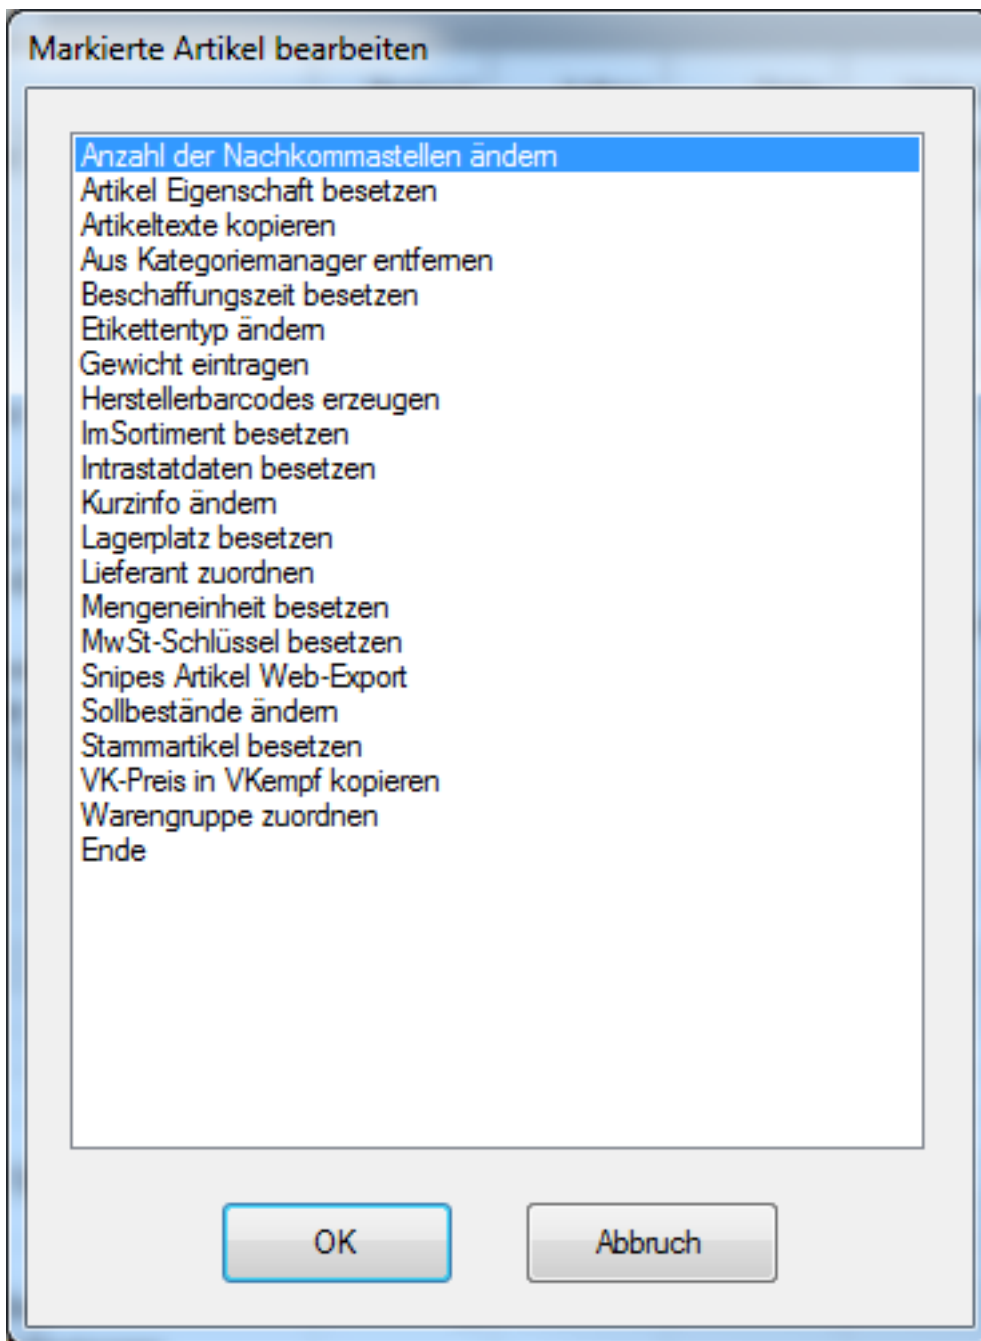 Markierte Artikel bearbeiten
Anzahl der Nachkommastellen ändern
Artikel Eigenschaft besetzen
Artikeltexte kopieren
Aus Kategoriemanager entfernen
Beschaffungszeit besetzen
Etikettentyp ändern
Gewicht eintragen
Herstellerbarcodes erzeugen
ImSortiment besetzen
Intrastatdaten besetzen
Kurzinfo ändern
Lagerplatz besetzen
Lieferant zuordnen
Mengeneinheit besetzen
MwSt-Schlüssel besetzen
Snipes Artikel Web-Export
Sollbestände ändern
Stammartikel besetzen
VK-Preis in VKempf kopieren
Warengruppe zuordnen
Ende
OK
Abbruch